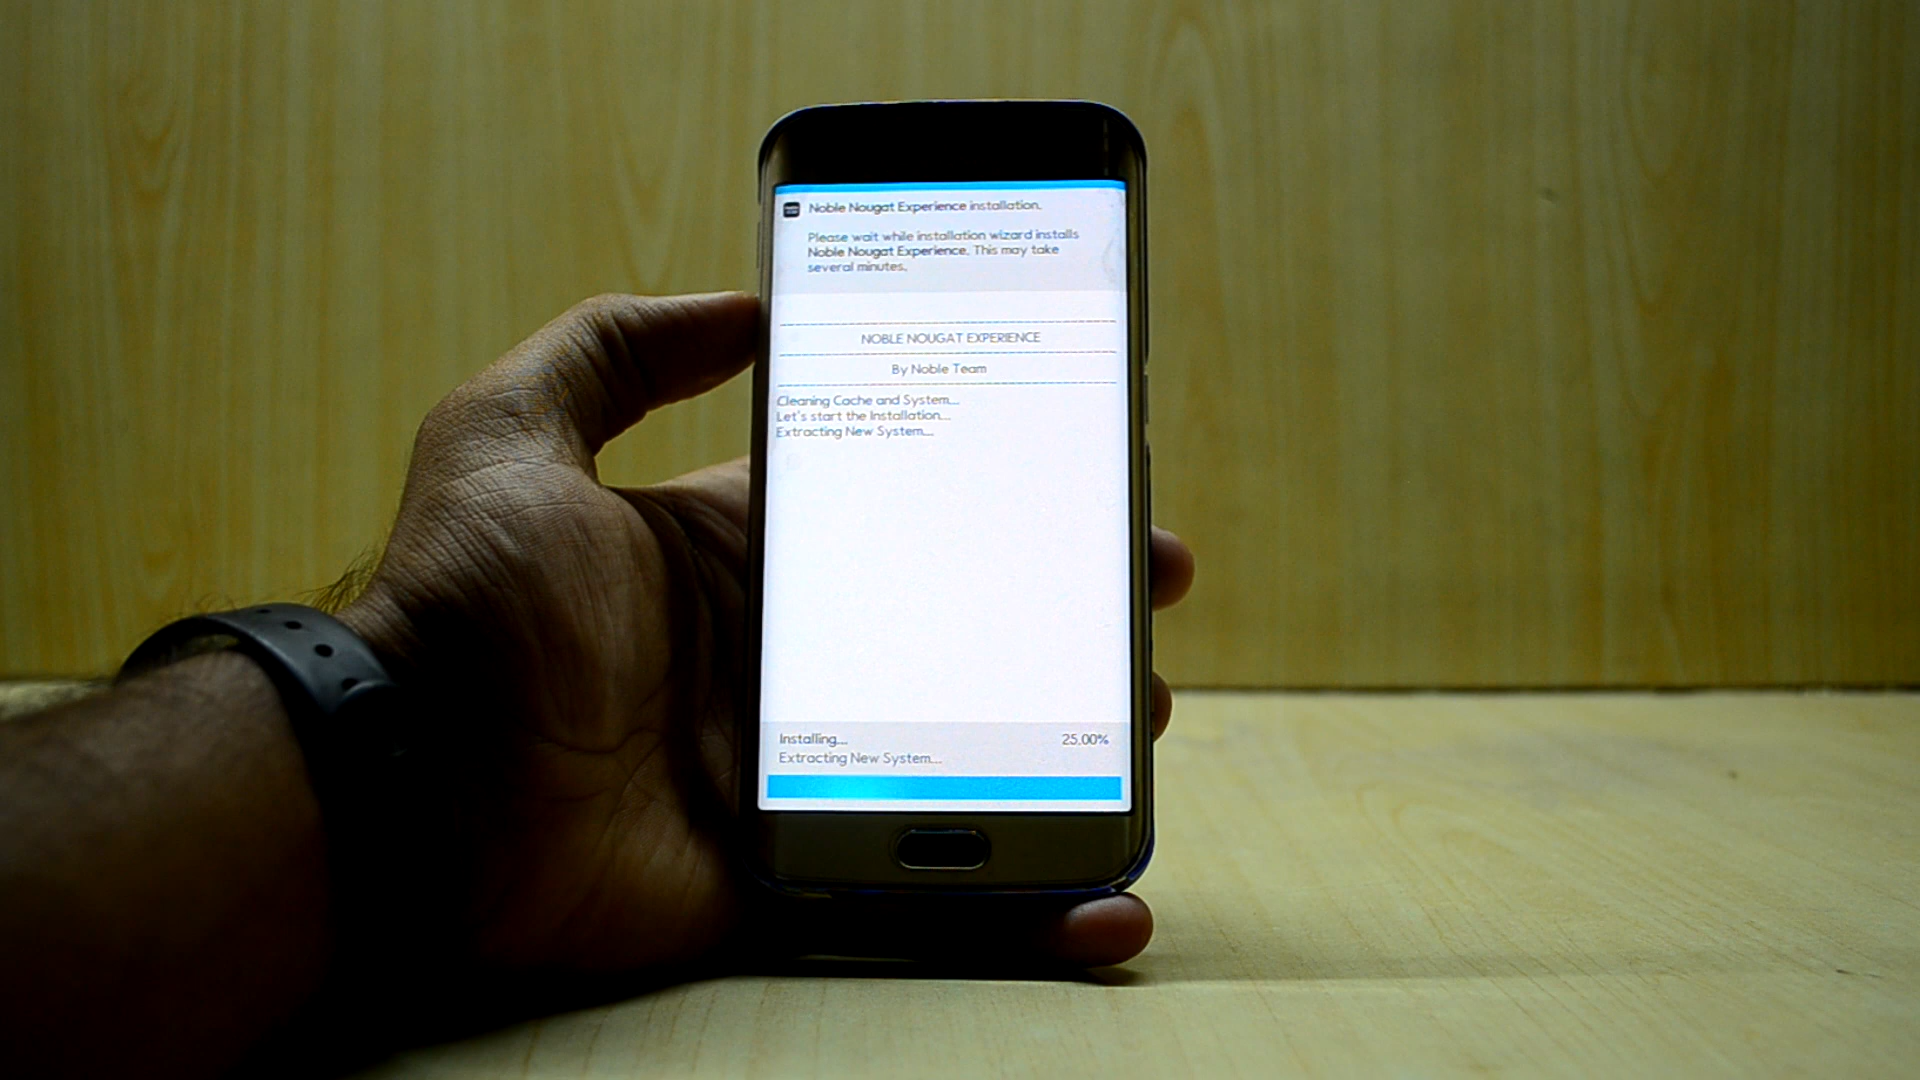 Noble Nougat Experience installation.
Please wait while installation wizard installs
Noble Nougat Experience. This may take
several minutes.
NOBLE NOUGAT EXPERIENCE
By Noble Team
Cleaning Cache and System...
Let's start the Installation...
Extracting New System...
Installing... 25.00%
Extracting New System...